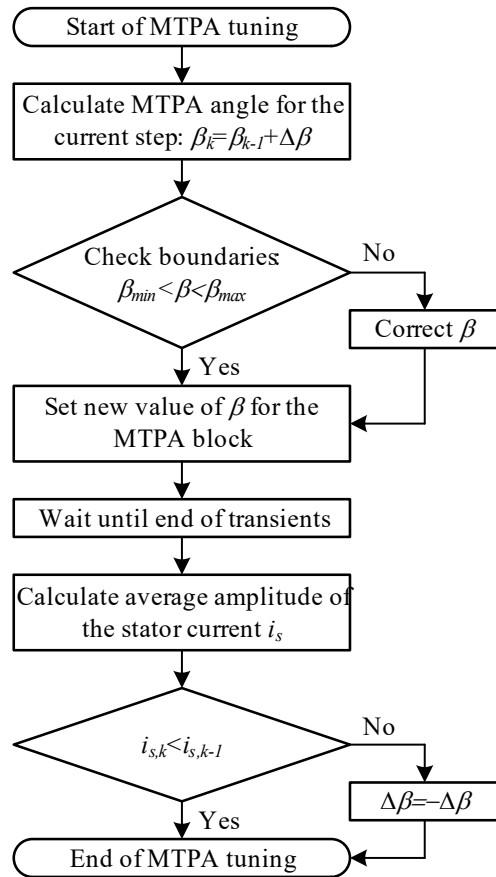 Start of MTPA tuning
Calculate MTPA angle for the
current step: βk=βk-1+Δβ
Check boundaries:
βmin<β<βmax
No
Correct β
Yes
Set new value of β for the
MTPA block
Wait until end of transients
Calculate average amplitude of
the stator current is
is,k<is,k-1
No
Δβ=−Δβ
Yes
End of MTPA tuning